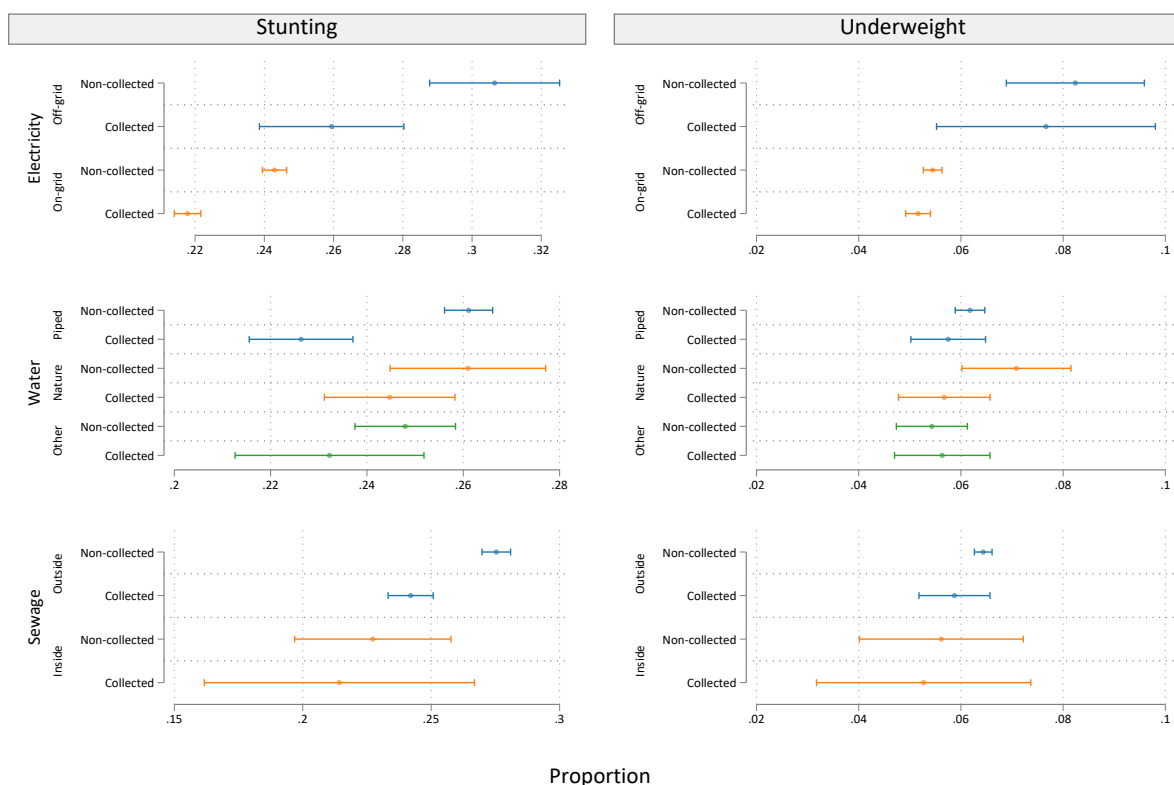 Stunting
Underweight
Electricity
Off-grid
On-grid
Non-collected
Collected
Non-collected
Collected
.22 .24 .26 .28 .3 .32
Off-grid
On-grid
Non-collected
Collected
Non-collected
Collected
.02 .04 .06 .08 .1
Water
Piped
Nature
Other
Non-collected
Collected
Non-collected
Collected
Non-collected
Collected
.2 .22 .24 .26 .28
Piped
Nature
Other
Non-collected
Collected
Non-collected
Collected
Non-collected
Collected
.02 .04 .06 .08 .1
Sewage
Outside
Inside
Non-collected
Collected
Non-collected
Collected
.15 .2 .25 .3
Outside
Inside
Non-collected
Collected
Non-collected
Collected
.02 .04 .06 .08 .1
Proportion